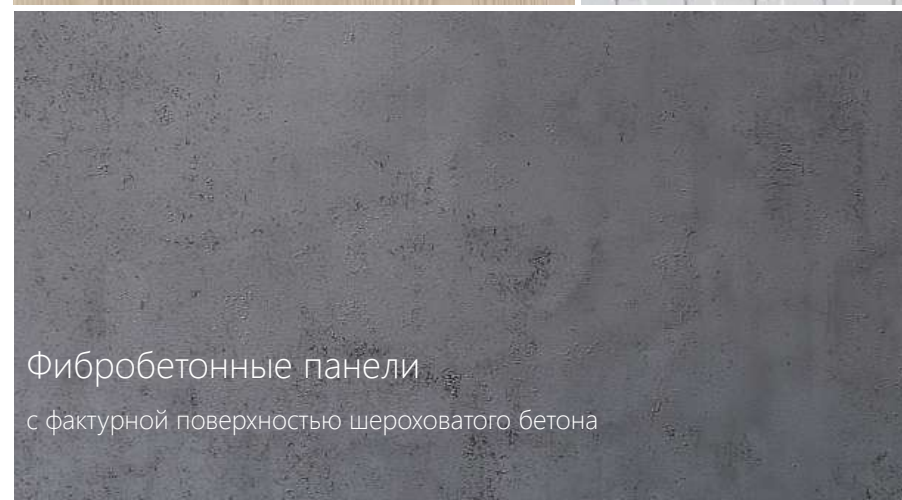 Фибробетонные панели
с фактурной поверхностью шероховатого бетона